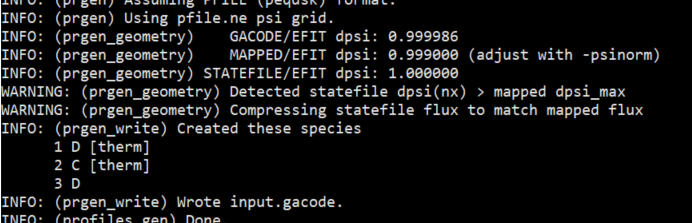 INFO: (prgen) Assuming PFILE (peqdsk) format.
INFO: (prgen) Using pfile.ne psi grid.
INFO: (prgen_geometry)    GACODE/EFIT dpsi: 0.999986
INFO: (prgen_geometry)    MAPPED/EFIT dpsi: 0.999000 (adjust with -psinorm)
INFO: (prgen_geometry) STATEFILE/EFIT dpsi: 1.000000
WARNING: (prgen_geometry) Detected statefile dpsi(nx) > mapped dpsi_max
WARNING: (prgen_geometry) Compressing statefile flux to match mapped flux
INFO: (prgen_write) Created these species
1 D [therm]
2 C [therm]
3 D
INFO: (prgen_write) Wrote input.gacode.
INFO: (profiles_gen) Done.